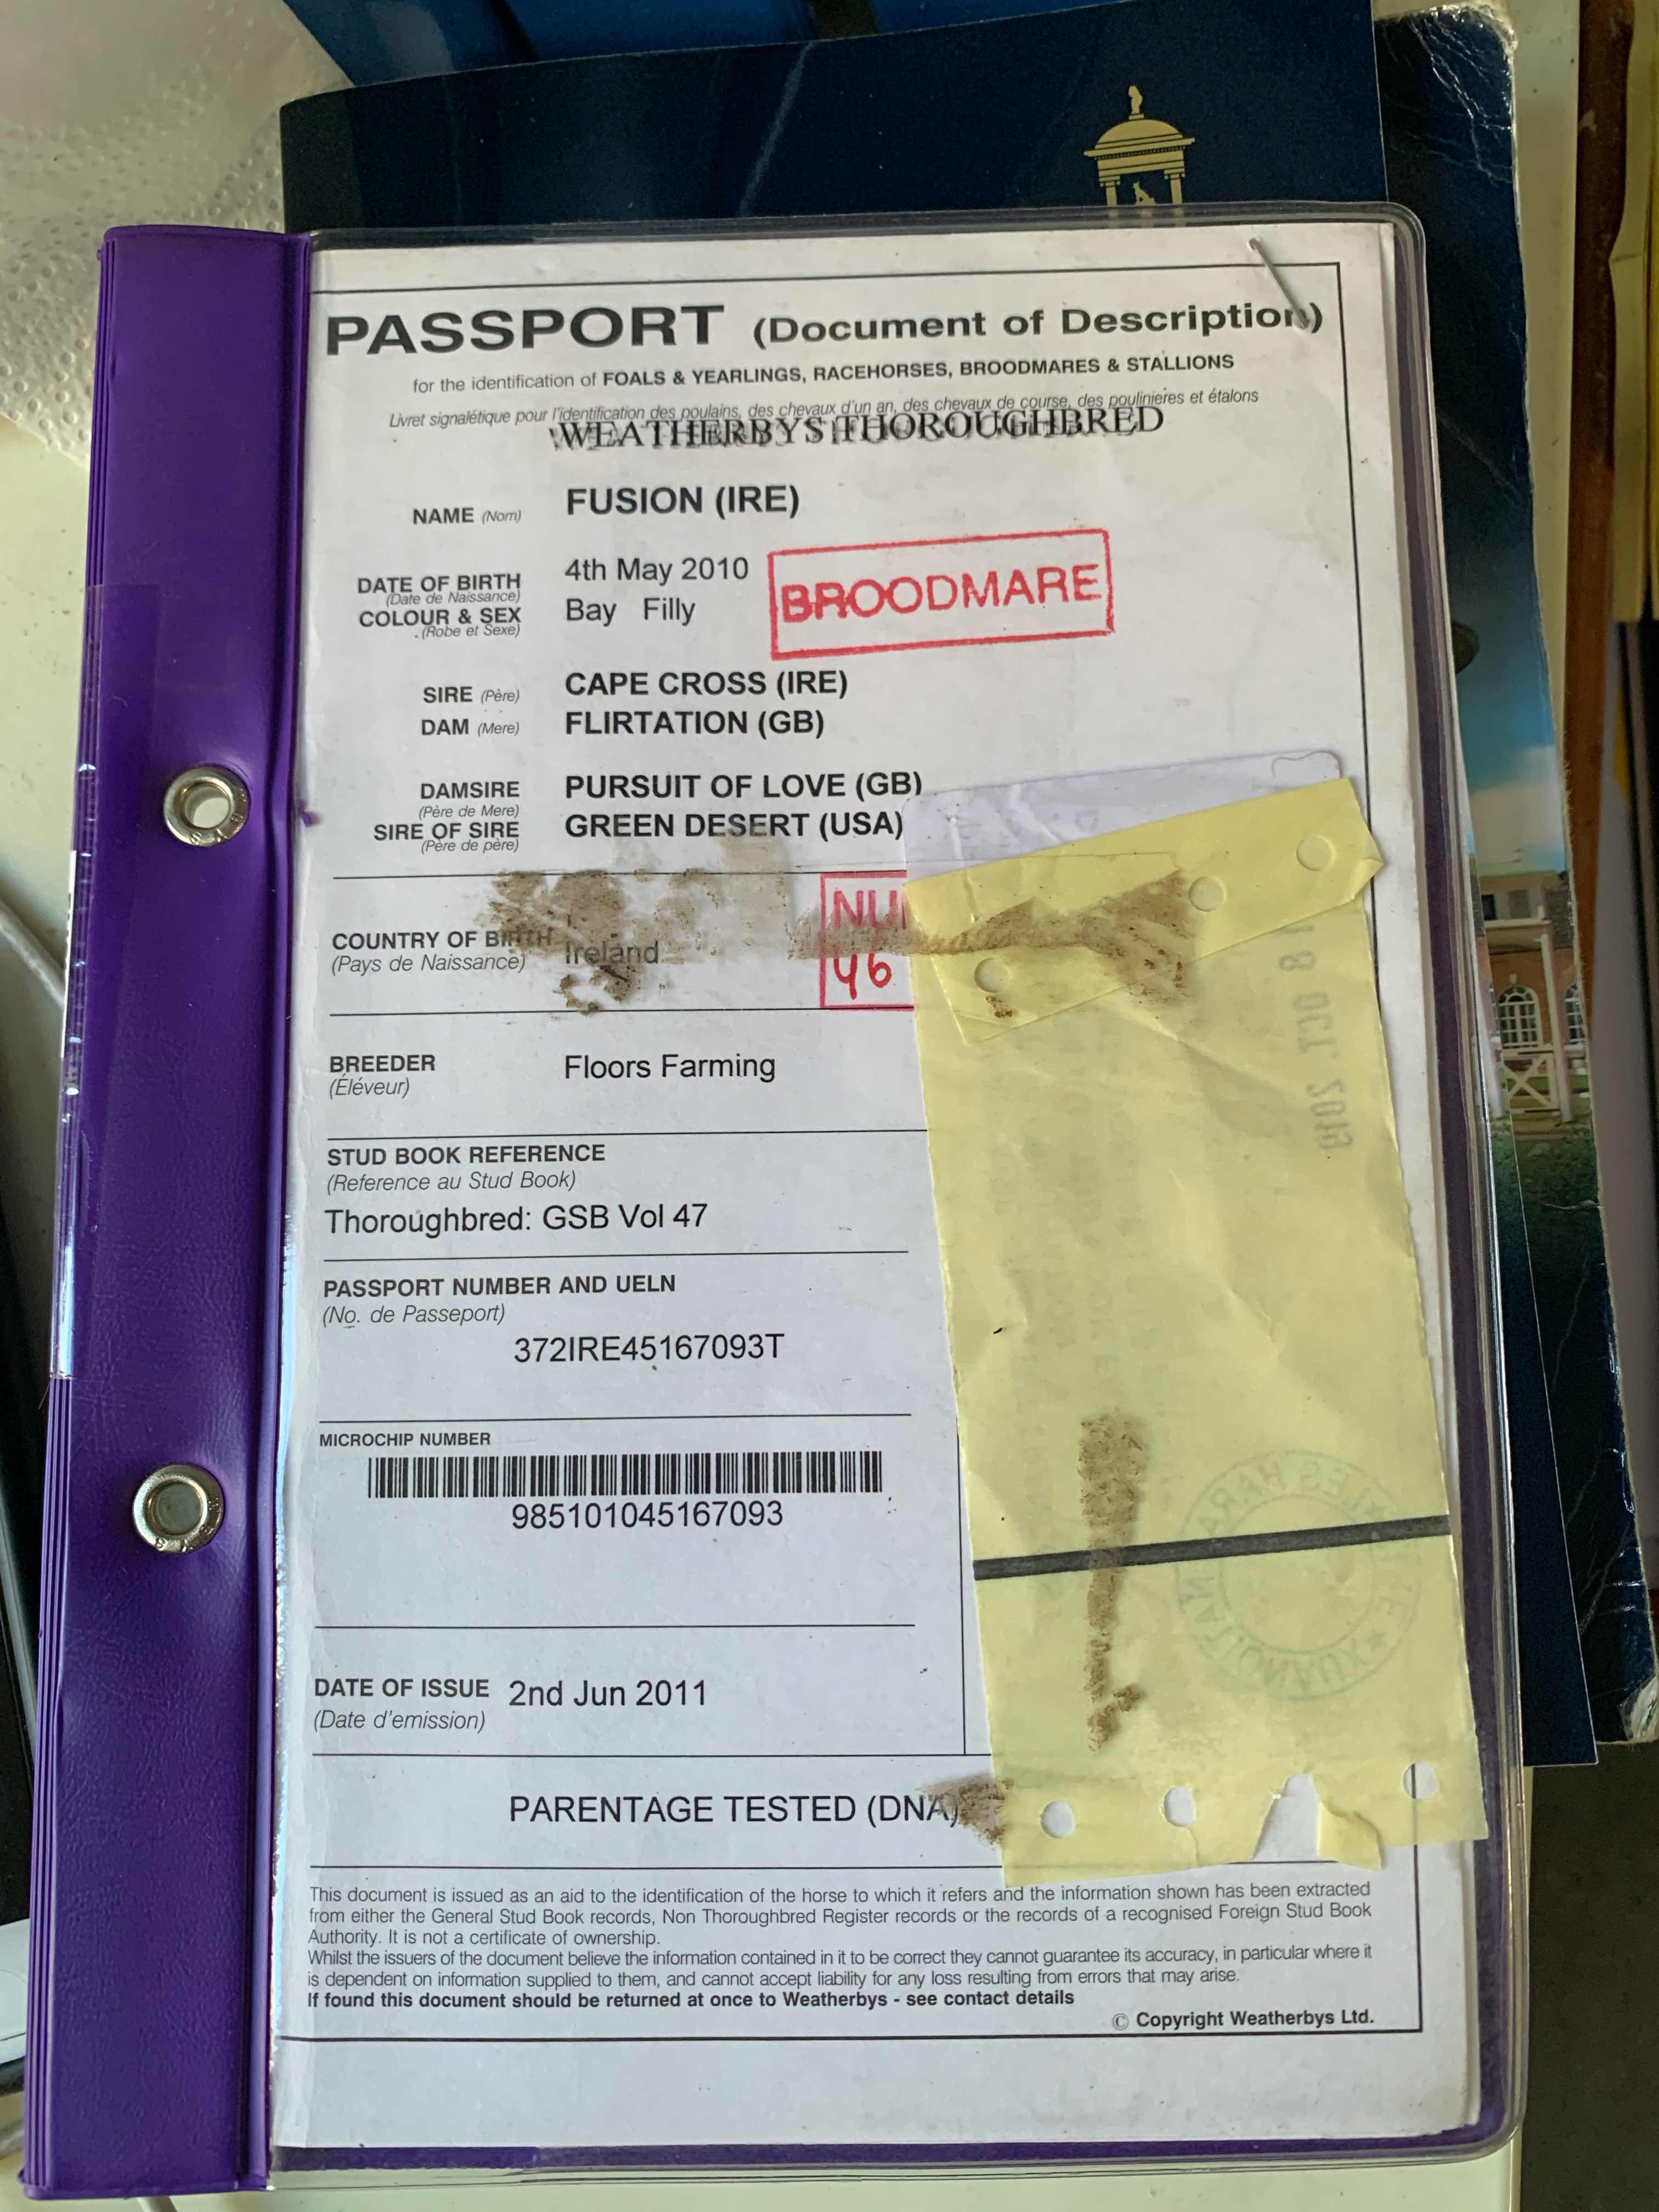 PASSPORT (Document of Description)
for the identification of FOALS & YEARLINGS, RACEHORSES, BROODMARES & STALLIONS
Livret signalétique pour l'identification des poulains, des chevaux d'un an, des chevaux de course, des poulinieres et étalons
WEATHERBYS THOROUGHBRED
NAME (Nom) FUSION (IRE)
DATE OF BIRTH 4th May 2010
(Date de Naissance)
COLOUR & SEX Bay Filly
(Robe et Sexe)
BROODMARE
SIRE (Père) CAPE CROSS (IRE)
DAM (Mere) FLIRTATION (GB)
DAMSIRE PURSUIT OF LOVE (GB)
(Père de Mere)
SIRE OF SIRE GREEN DESERT (USA)
(Père de père)
COUNTRY OF BIRTH Ireland
(Pays de Naissance)
46
18 OCT. 2019
BREEDER Floors Farming
(Éléveur)
STUD BOOK REFERENCE
(Reference au Stud Book)
Thoroughbred: GSB Vol 47
PASSPORT NUMBER AND UELN
(No. de Passeport)
372IRE45167093T
MICROCHIP NUMBER
985101045167093
DATE OF ISSUE 2nd Jun 2011
(Date d'emission)
PARENTAGE TESTED (DNA)
This document is issued as an aid to the identification of the horse to which it refers and the information shown has been extracted
from either the General Stud Book records, Non Thoroughbred Register records or the records of a recognised Foreign Stud Book
Authority. It is not a certificate of ownership.
Whilst the issuers of the document believe the information contained in it to be correct they cannot guarantee its accuracy, in particular where it
is dependent on information supplied to them, and cannot accept liability for any loss resulting from errors that may arise.
If found this document should be returned at once to Weatherbys - see contact details
© Copyright Weatherbys Ltd.